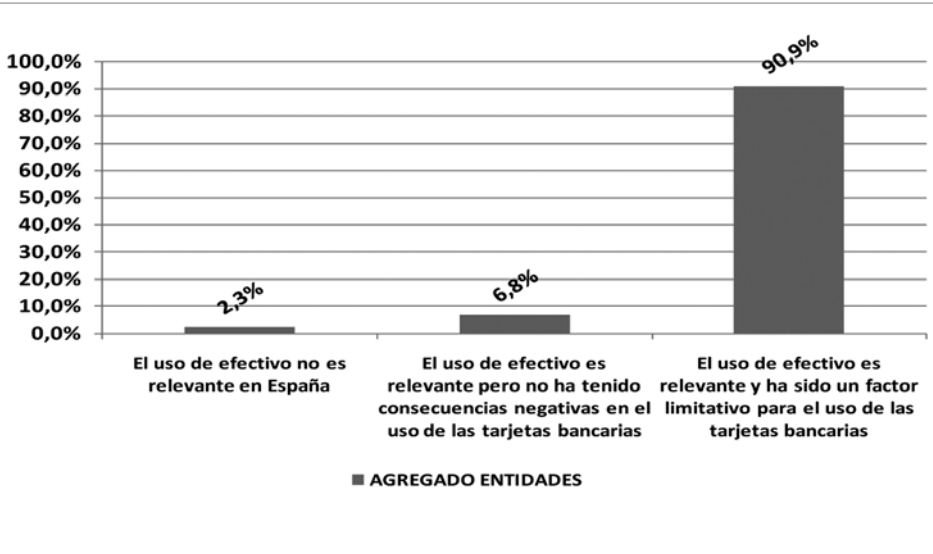 100,0%
90,0%
80,0%
70,0%
60,0%
50,0%
40,0%
30,0%
20,0%
10,0%
0,0%
2,3%
6,8%
90,9%
El uso de efectivo no es
relevante en España
El uso de efectivo es
relevante pero no ha tenido
consecuencias negativas en el
uso de las tarjetas bancarias
El uso de efectivo es
relevante y ha sido un factor
limitativo para el uso de las
tarjetas bancarias
AGREGADO ENTIDADES